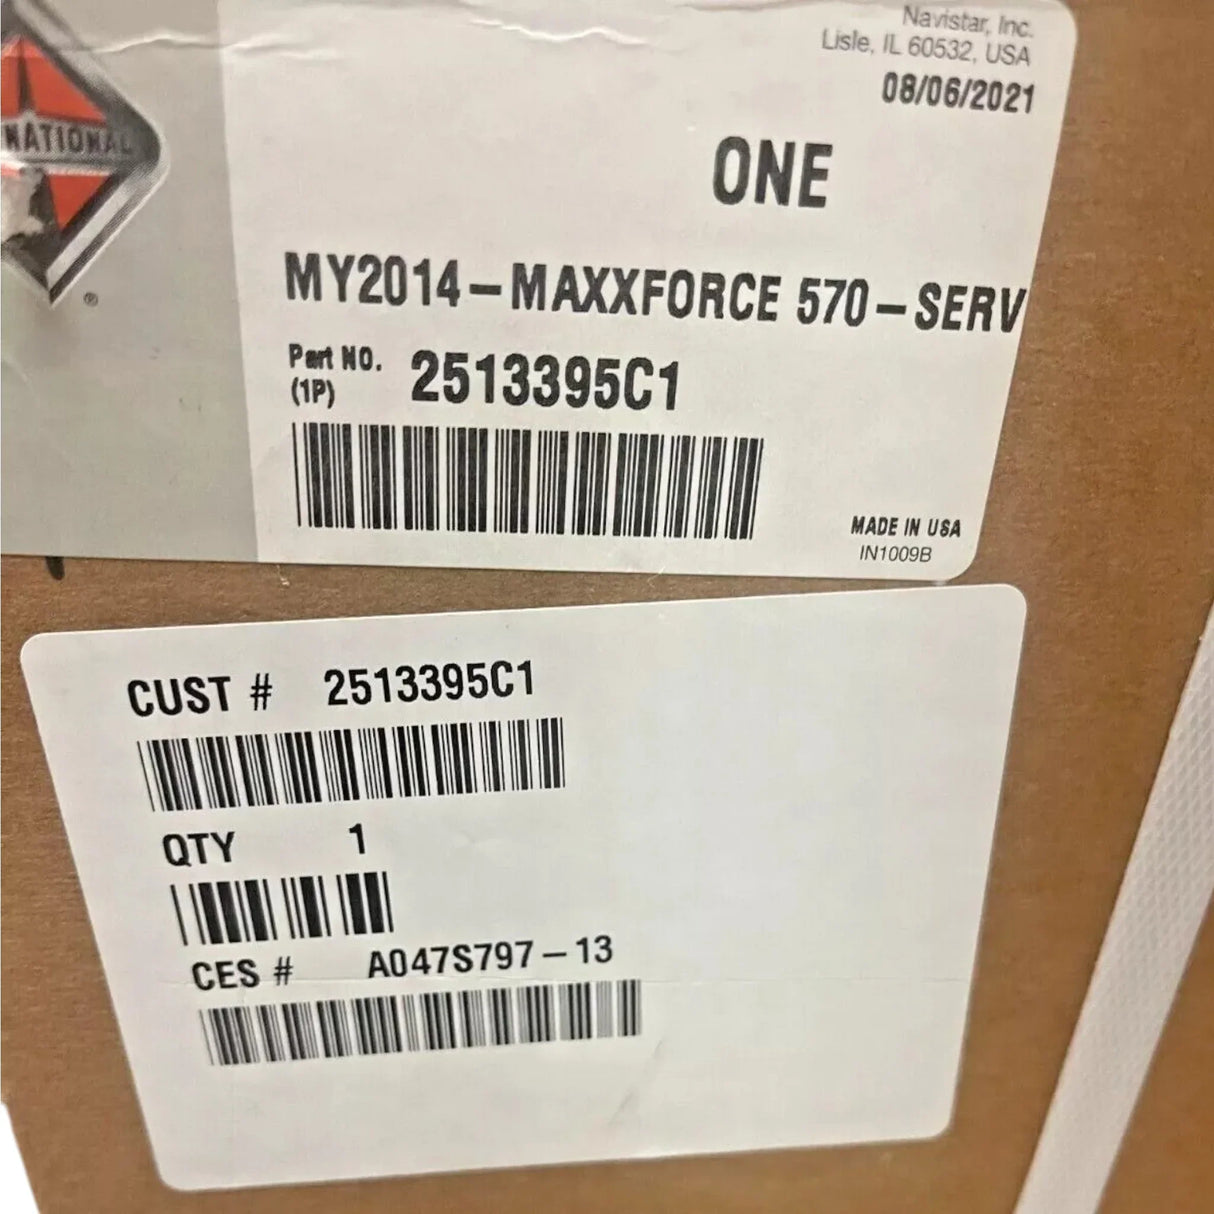 NATIONAL
®
Navistar, Inc.
Lisle, IL 60532, USA
08/06/2021
ONE
MY2014-MAXXFORCE 570-SERV
Part NO. 2513395C1
(1P)
MADE IN USA
IN1009B
CUST # 2513395C1
QTY 1
CES # A047S797-13